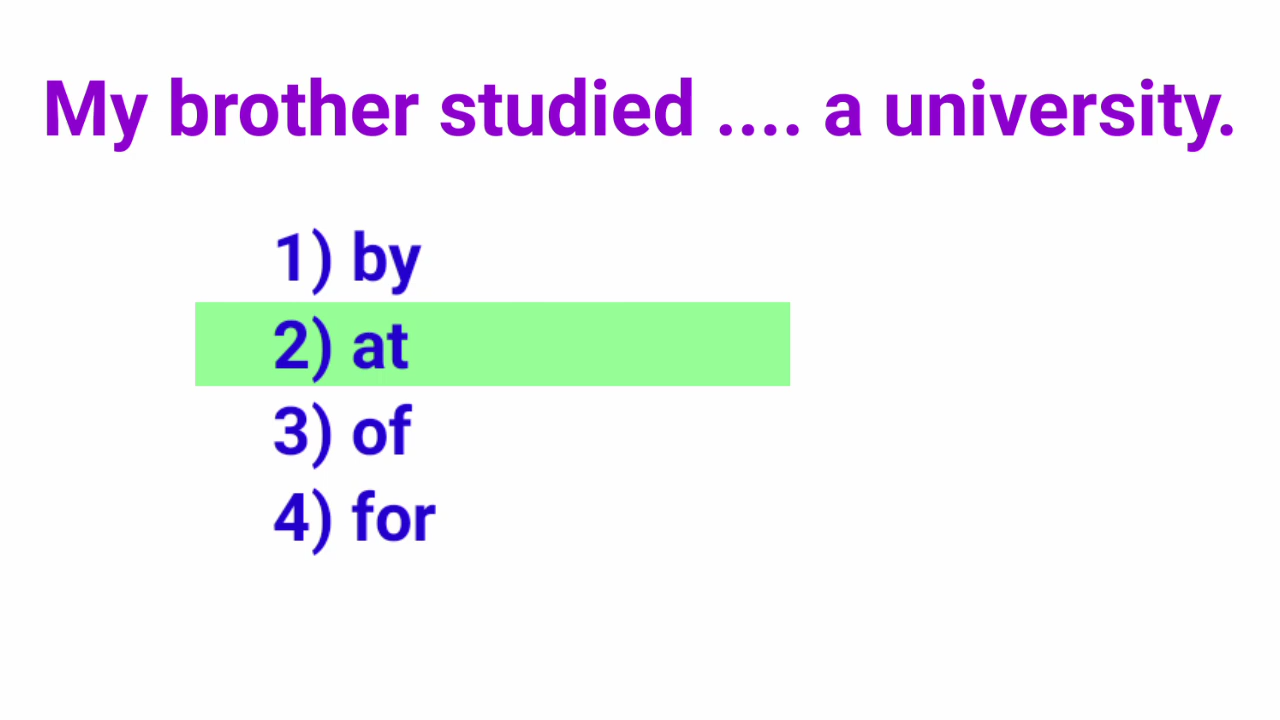 My brother studied .... a university.
1) by
2) at
3) of
4) for